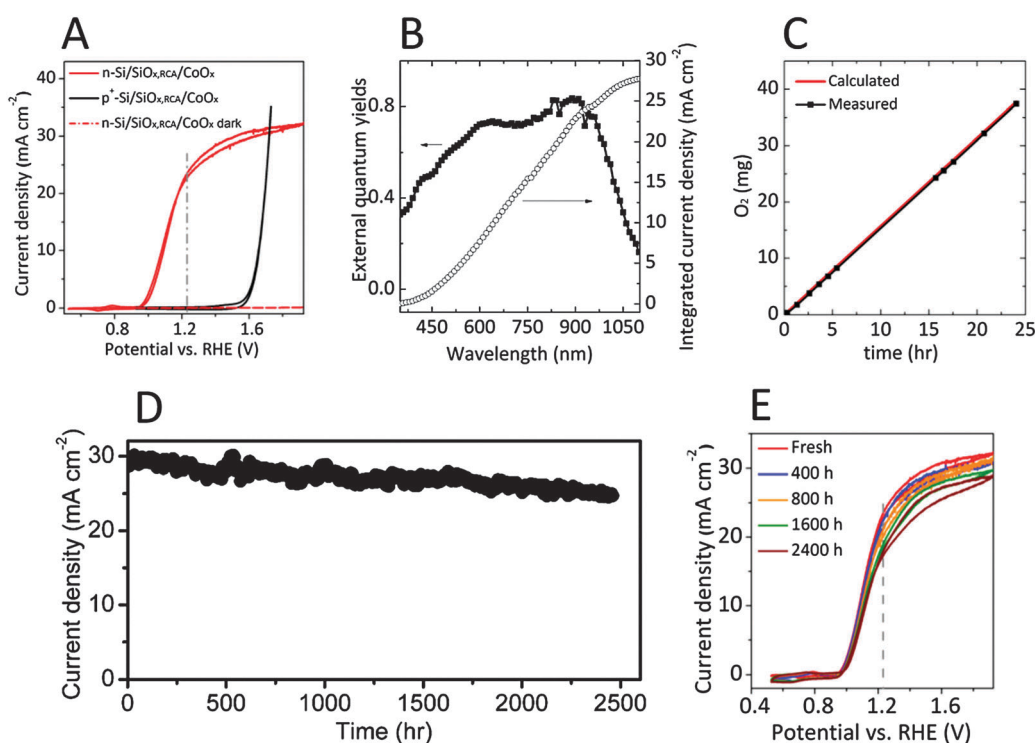 A
n-Si/SiOx,RCA/CoOx
p+-Si/SiOx,RCA/CoOx
n-Si/SiOx,RCA/CoOx dark
Current density (mA cm-2)
40
30
20
10
0
0.8 1.2 1.6
Potential vs. RHE (V)
B
External quantum yields
0.8
0.4
0.0
450 600 750 900 1050
Wavelength (nm)
30
25
20
15
10
5
0
Integrated current density (mA cm-2)
C
Calculated
Measured
O2 (mg)
40
30
20
10
0
0 5 10 15 20 25
time (hr)
D
Current density (mA cm-2)
30
20
10
0
0 500 1000 1500 2000 2500
Time (hr)
E
Fresh
400 h
800 h
1600 h
2400 h
Current density (mA cm-2)
30
20
10
0
0.4 0.8 1.2 1.6
Potential vs. RHE (V)